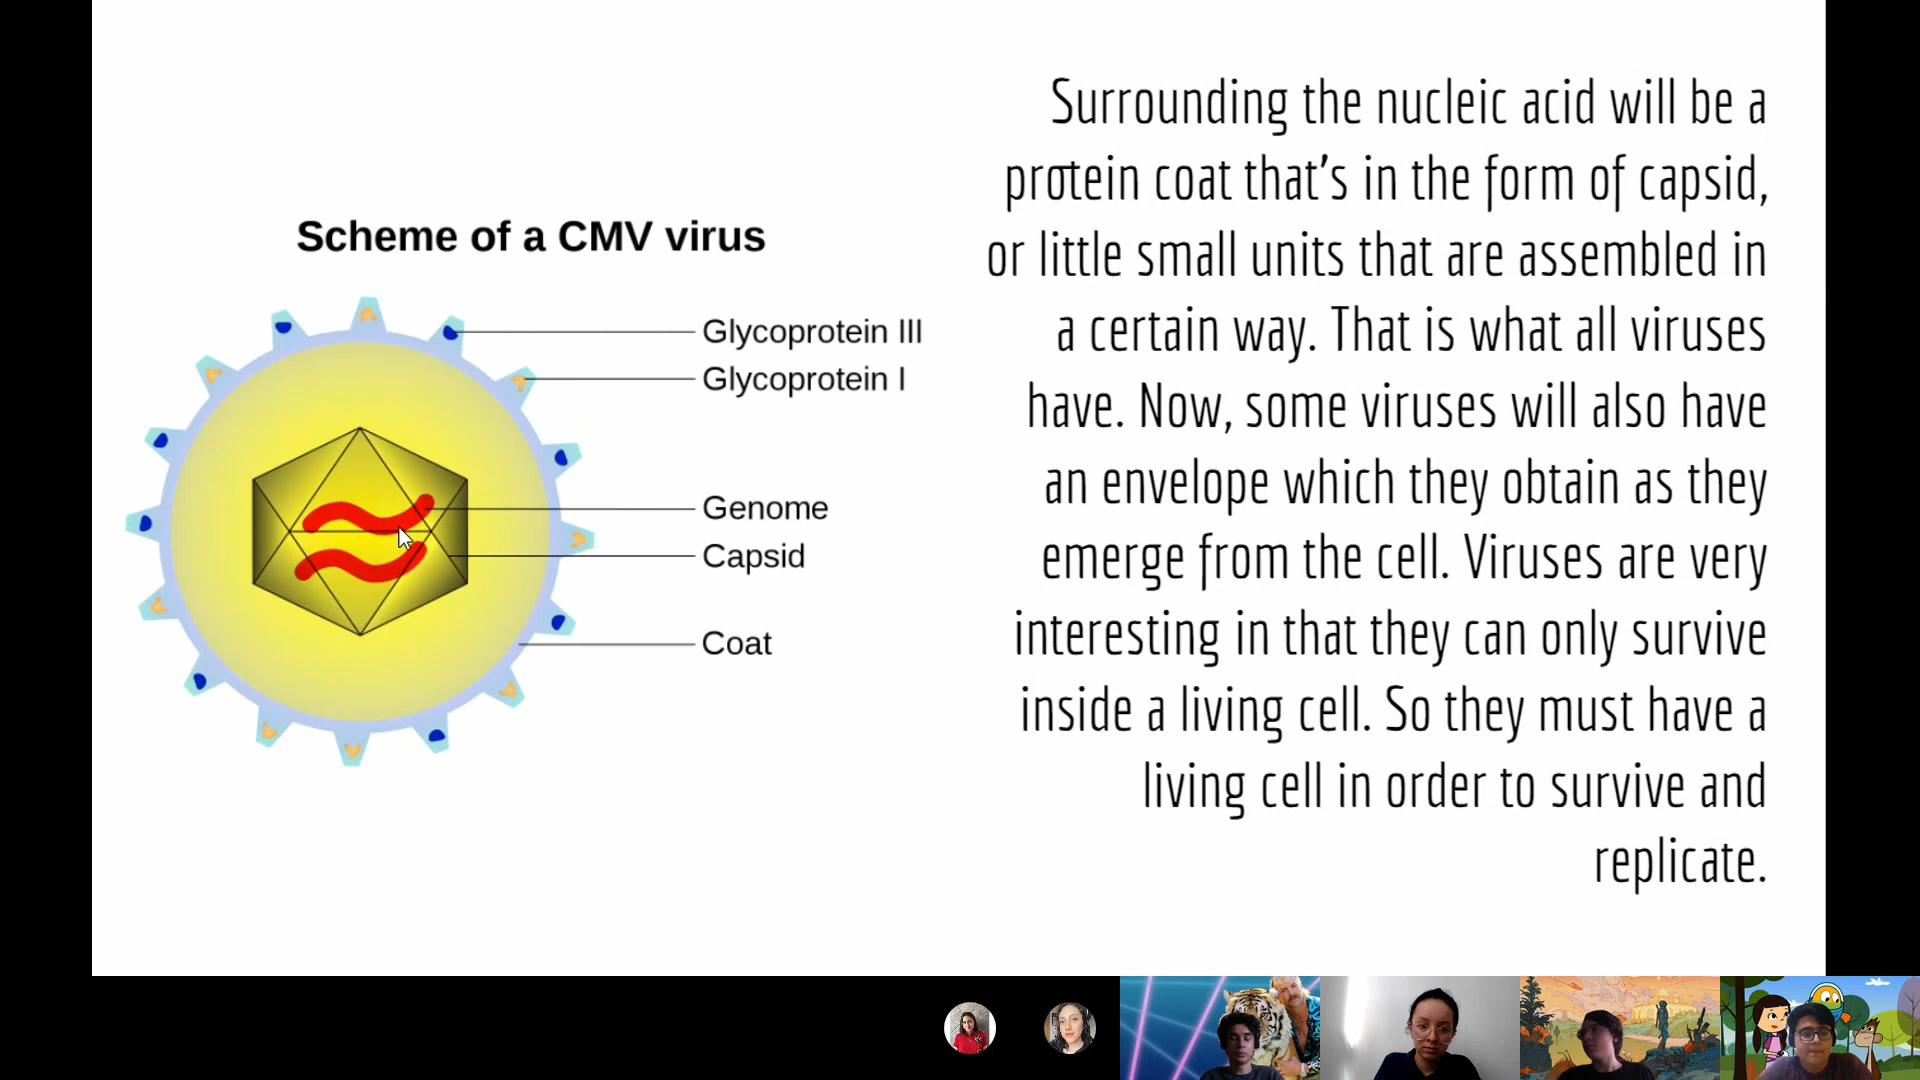 Scheme of a CMV virus
Glycoprotein III
Glycoprotein I
Genome
Capsid
Coat
Surrounding the nucleic acid will be a
protein coat that's in the form of capsid,
or little small units that are assembled in
a certain way. That is what all viruses
have. Now, some viruses will also have
an envelope which they obtain as they
emerge from the cell. Viruses are very
interesting in that they can only survive
inside a living cell. So they must have a
living cell in order to survive and
replicate.